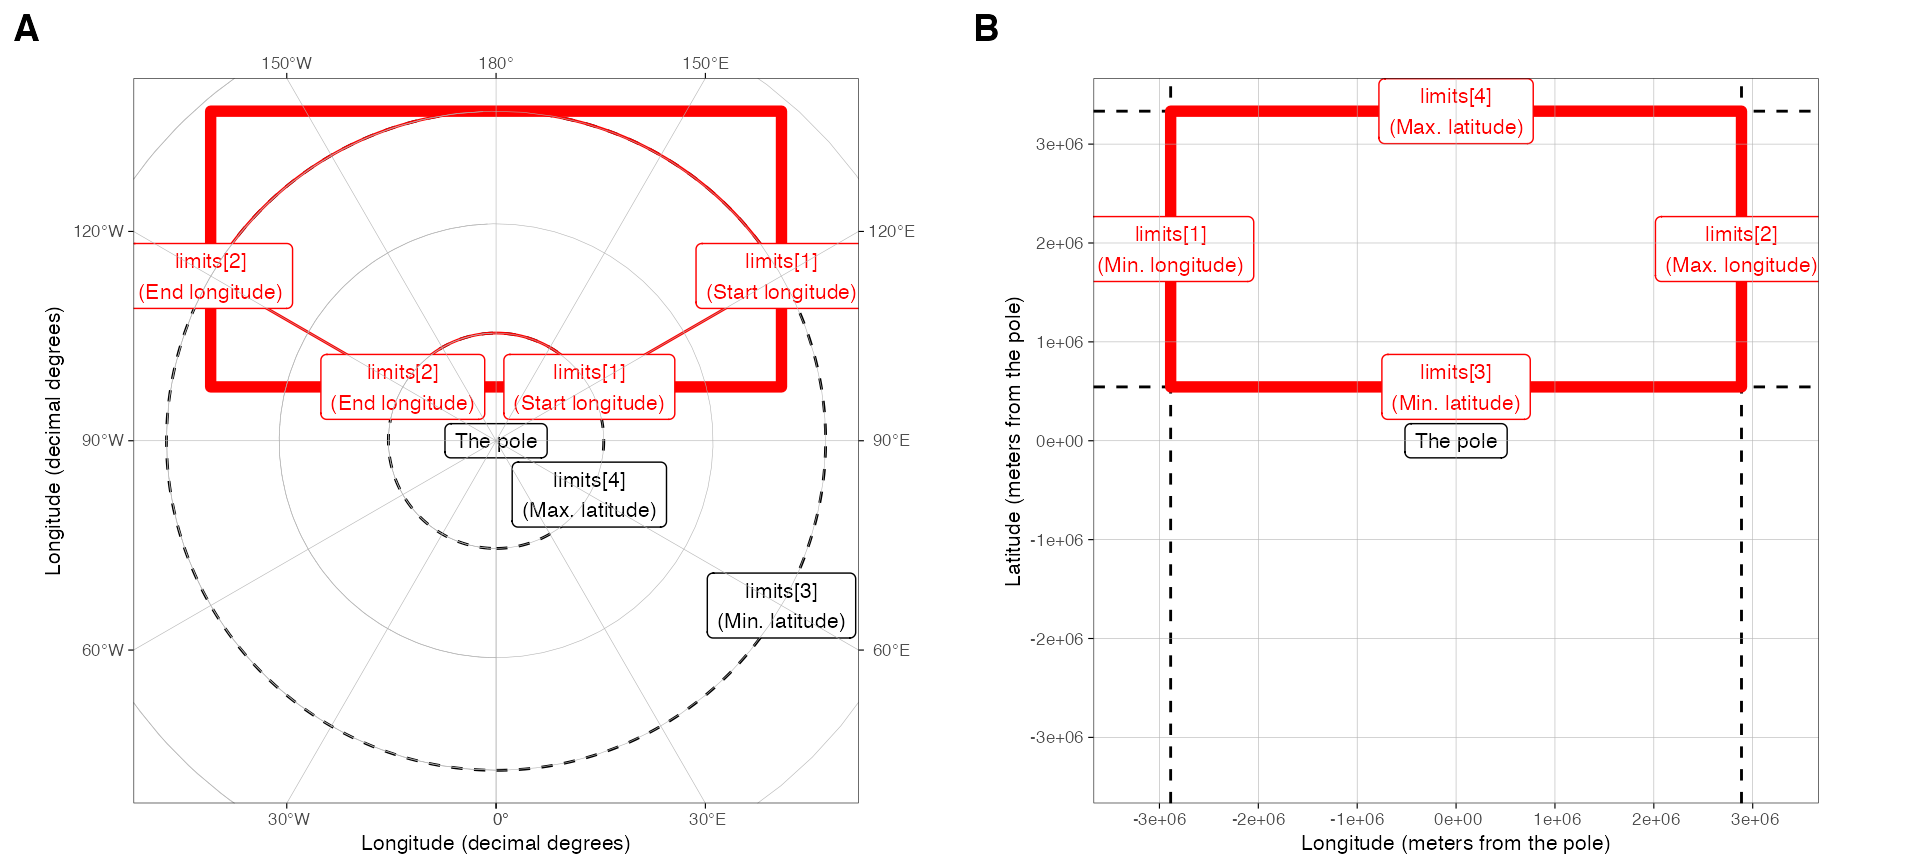 A
150°W
180°
150°E
120°W
120°E
90°W
90°E
60°W
60°E
30°W
0°
30°E
Longitude (decimal degrees)
Longitude (decimal degrees)
limits[2]
(End longitude)
limits[1]
(Start longitude)
limits[2]
(End longitude)
limits[1]
(Start longitude)
The pole
limits[4]
(Max. latitude)
limits[3]
(Min. latitude)
B
limits[4]
(Max. latitude)
limits[1]
(Min. longitude)
limits[2]
(Max. longitude)
limits[3]
(Min. latitude)
The pole
3e+06
2e+06
1e+06
0e+00
-1e+06
-2e+06
-3e+06
Latitude (meters from the pole)
-3e+06
-2e+06
-1e+06
0e+00
1e+06
2e+06
3e+06
Longitude (meters from the pole)